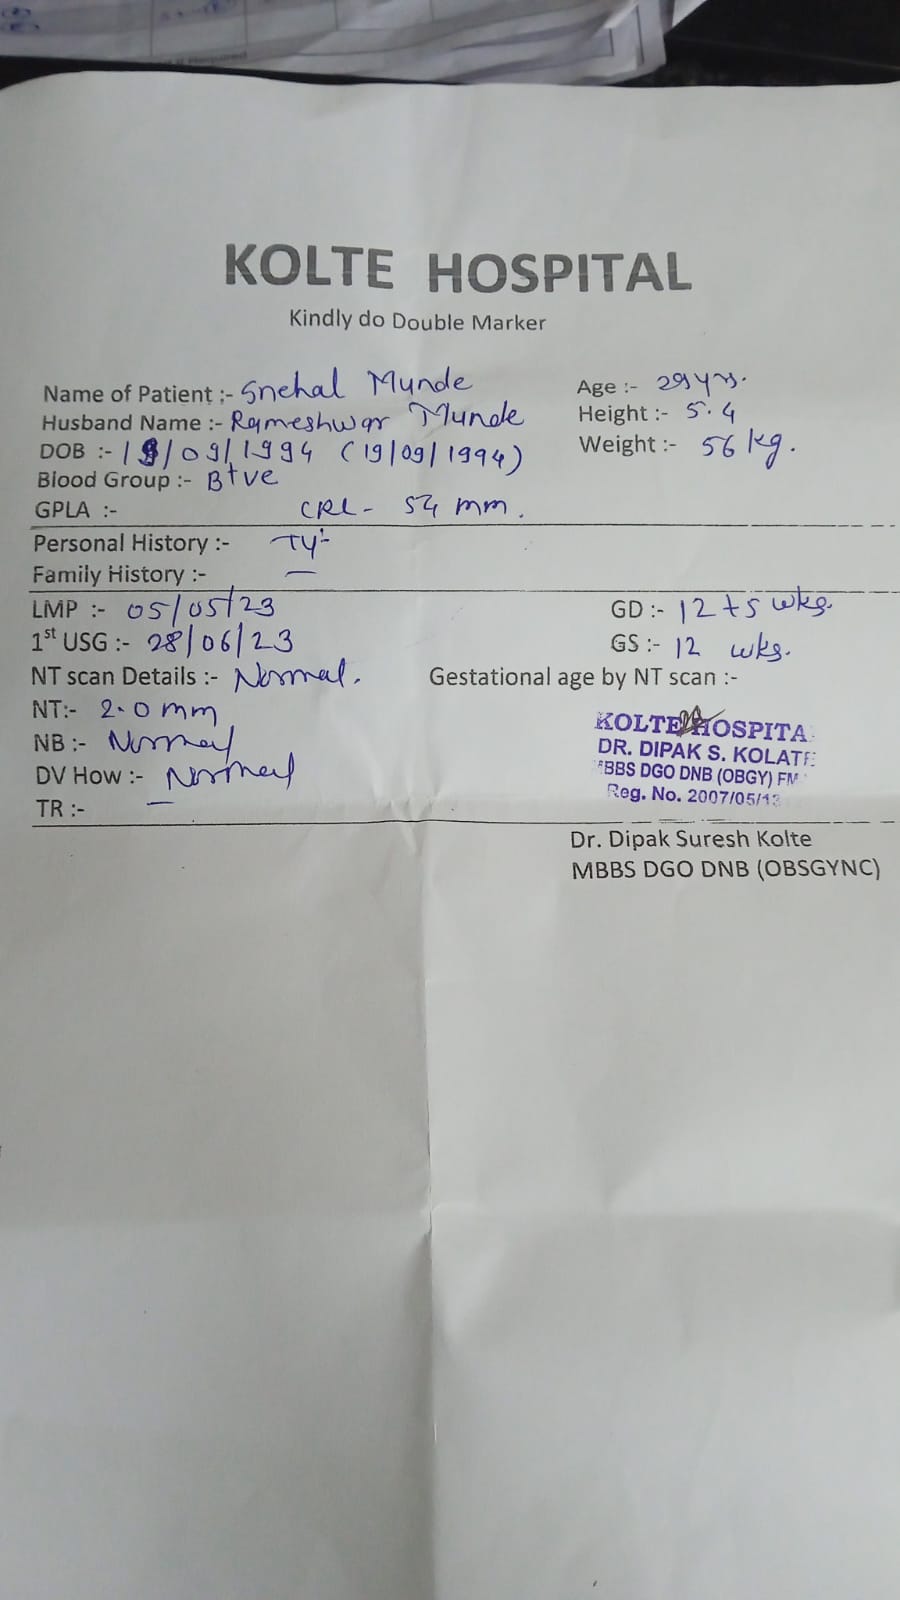 KOLTE HOSPITAL
Kindly do Double Marker
Name of Patient :- Snehal Munde
Age :- 29 yrs.
Husband Name :- Rameshwar Munde
Height :- 5.4
DOB :- 19/09/1994 (19/09/1994)
Weight :- 56 kg.
Blood Group :- B+ve
GPLA :-
CRL - 54 mm.
Personal History :-
Family History :- —
LMP :- 05/05/23
GD :- 12+5 wks.
1st USG :- 28/06/23
GS :- 12 wks.
NT scan Details :- Normal.
Gestational age by NT scan :-
NT:- 2.0 mm
NB :- Normal
DV How :- Normal
TR :- —
KOLTE HOSPITA
DR. DIPAK S. KOLATE
MBBS DGO DNB (OBGY) FM
Reg. No. 2007/05/13
Dr. Dipak Suresh Kolte
MBBS DGO DNB (OBSGYNC)